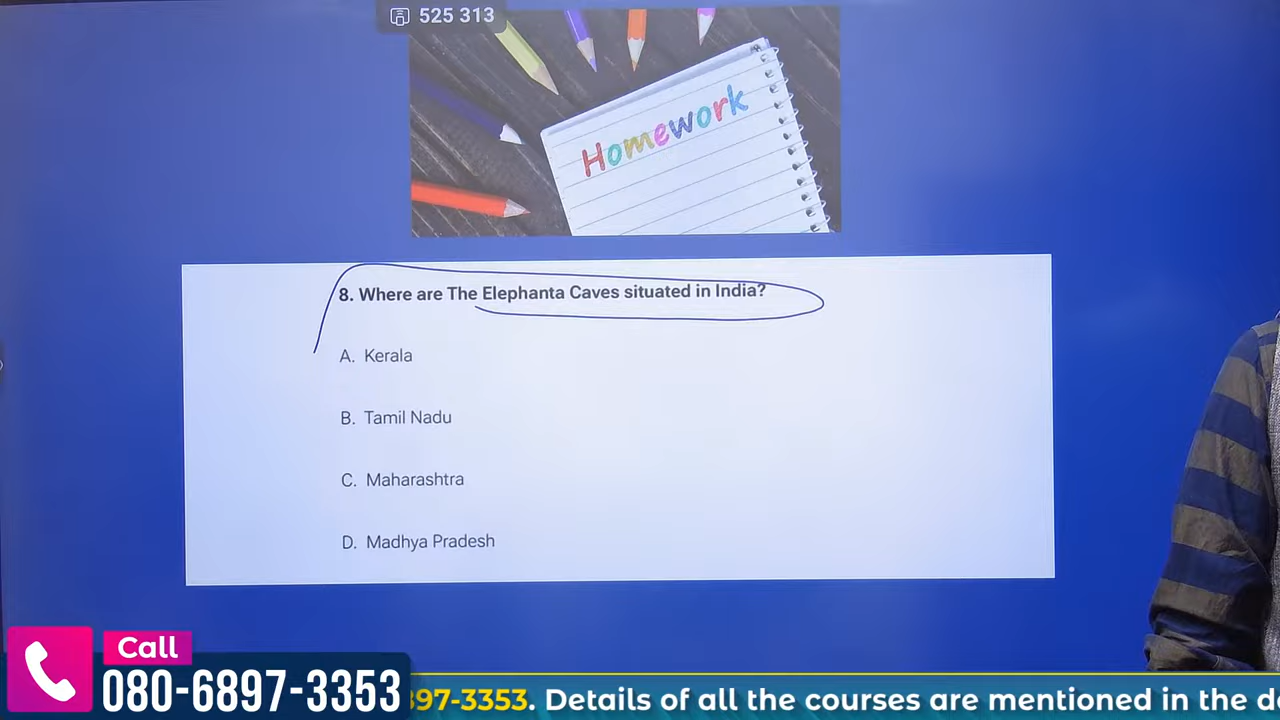 525 313
Homework
8. Where are The Elephanta Caves situated in India?
A. Kerala
B. Tamil Nadu
C. Maharashtra
D. Madhya Pradesh
Call
080-6897-3353
97-3353. Details of all the courses are mentioned in the